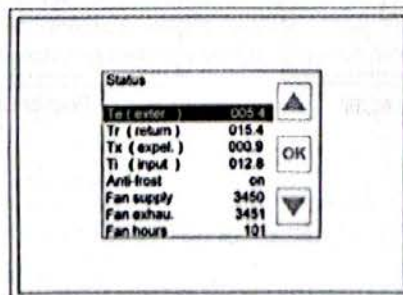 Status
Te ( exter. ) 005.4
Tr ( return ) 015.4
Tx ( expel. ) 000.9
Ti ( input ) 012.8
Anti-frost on
Fan supply 3450
Fan exhau. 3451
Fan hours 101
OK